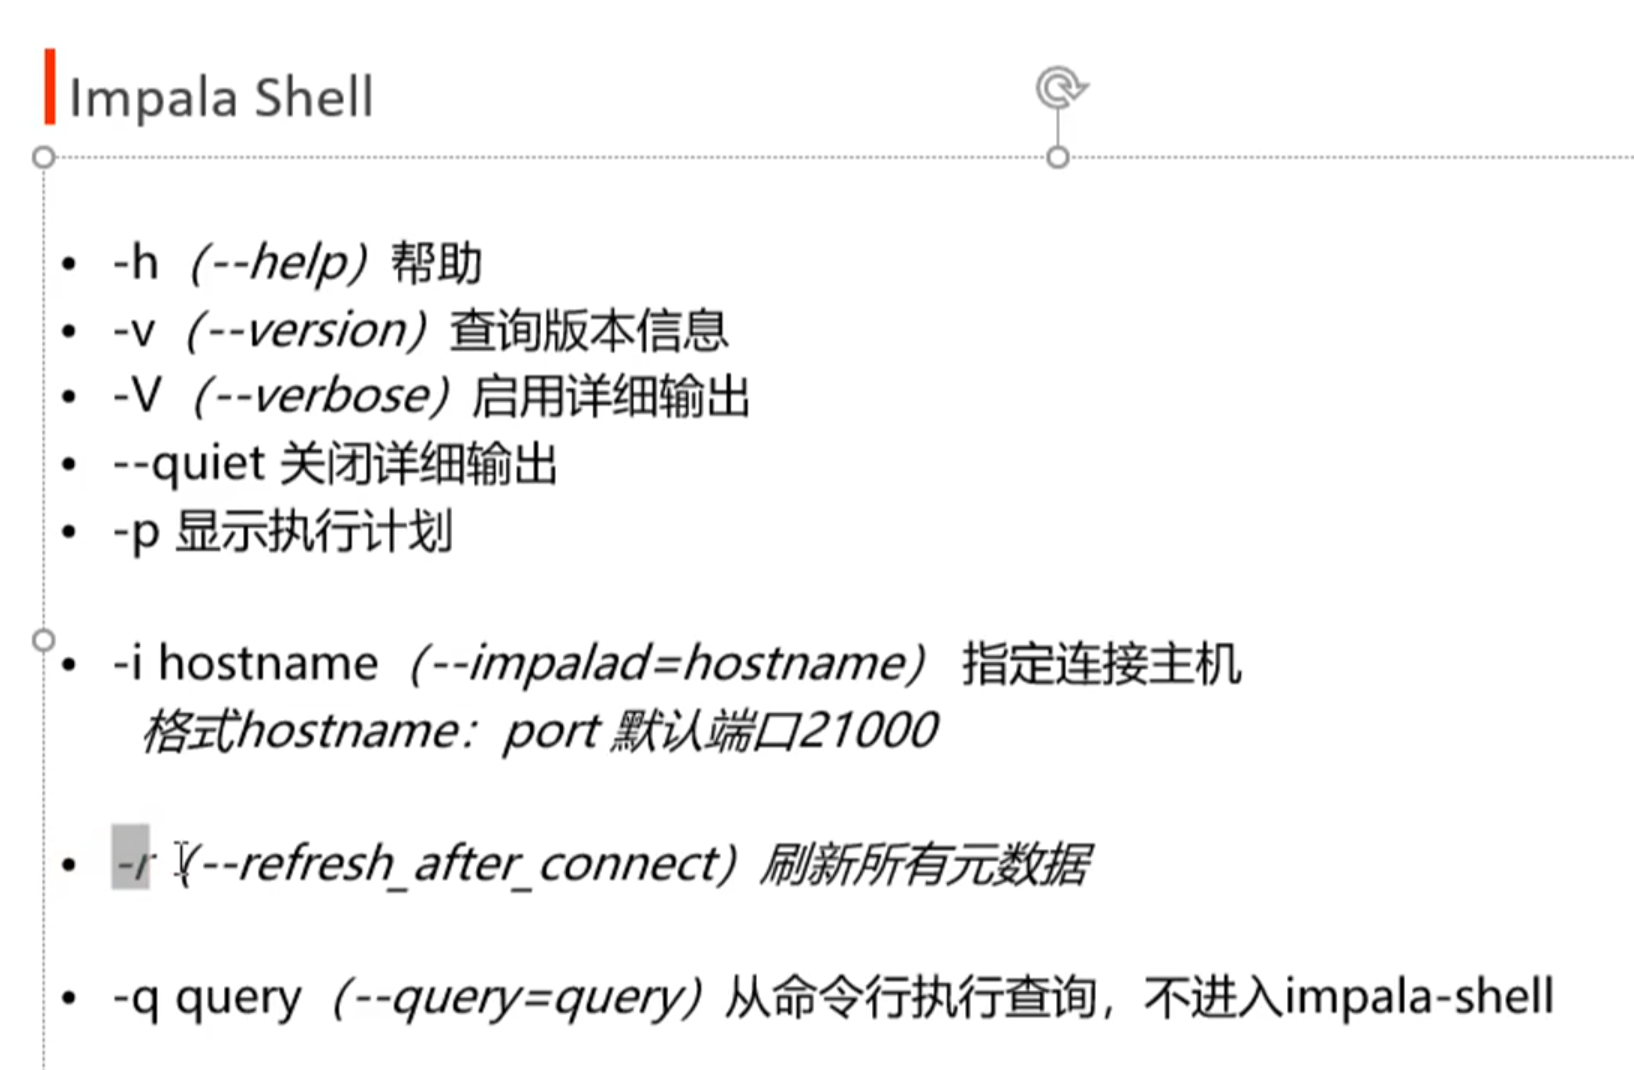 Impala Shell
• -h（--help）帮助
• -v（--version）查询版本信息
• -V（--verbose）启用详细输出
• --quiet 关闭详细输出
• -p 显示执行计划
• -i hostname（--impalad=hostname） 指定连接主机
格式hostname：port 默认端口21000
• -r（--refresh_after_connect）刷新所有元数据
• -q query（--query=query）从命令行执行查询，不进入impala-shell